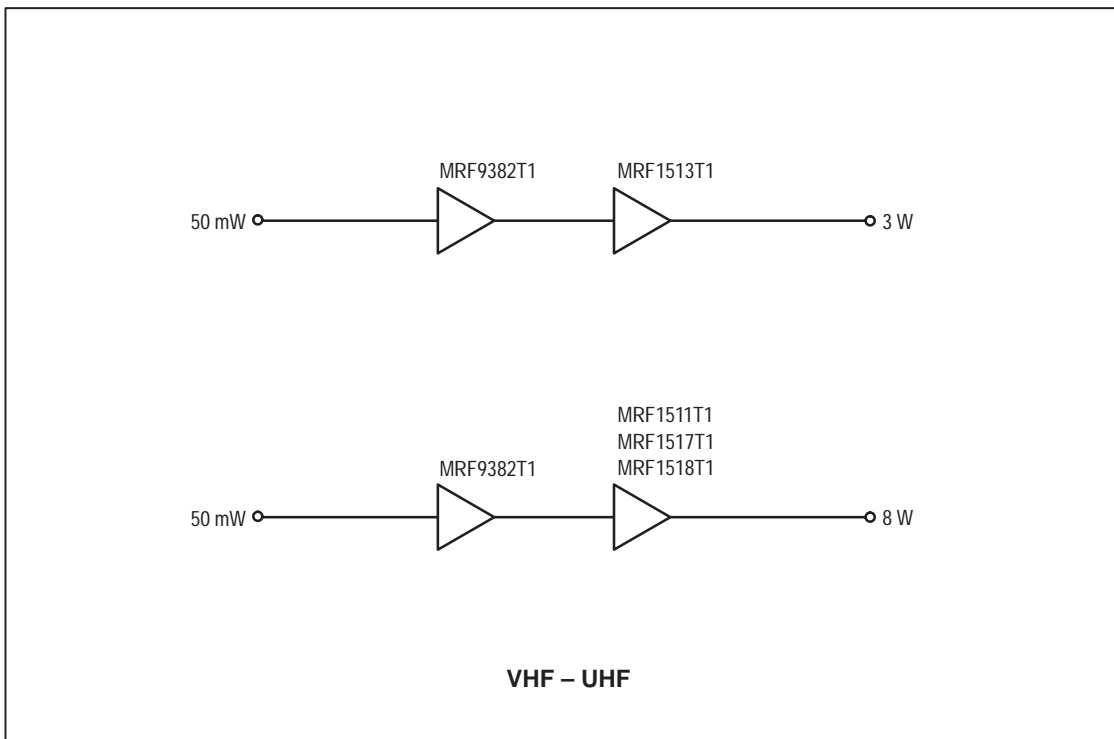 MRF9382T1 MRF1513T1
50 mW 3 W
MRF1511T1
MRF1517T1
MRF9382T1 MRF1518T1
50 mW 8 W
VHF – UHF